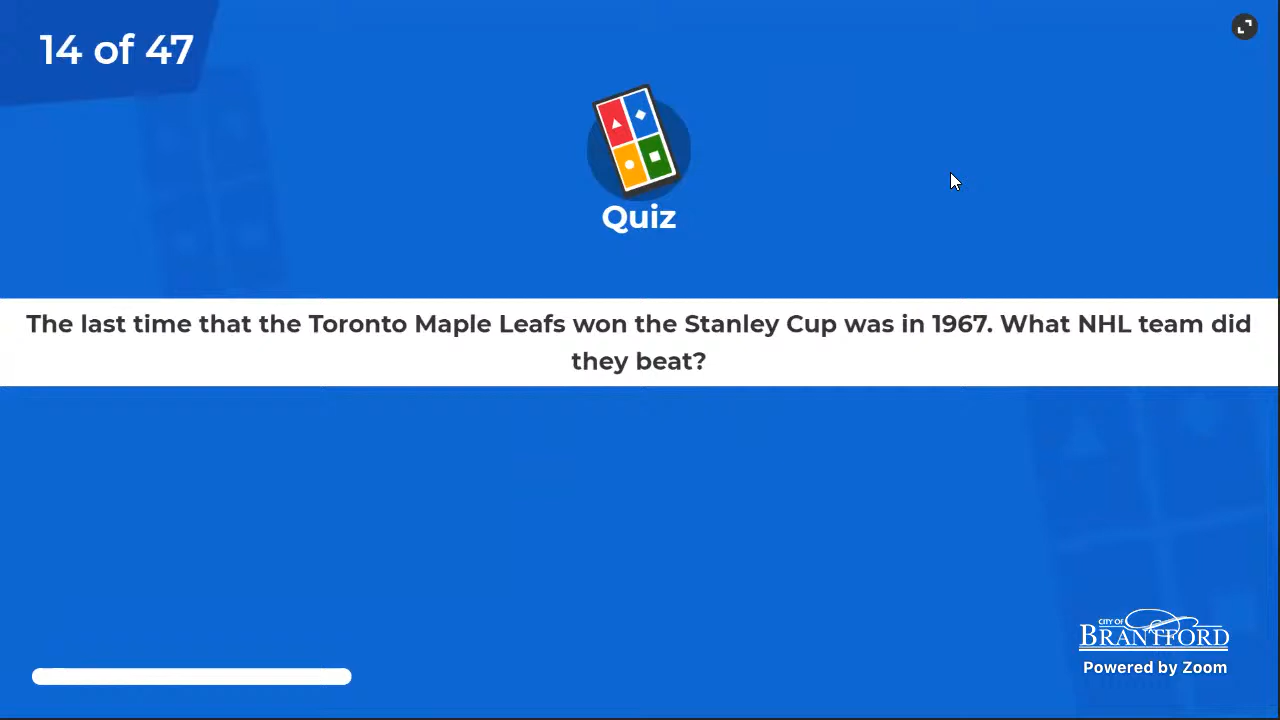 14 of 47
Quiz
The last time that the Toronto Maple Leafs won the Stanley Cup was in 1967. What NHL team did
they beat?
CITY OF
BRANTFORD
Powered by Zoom